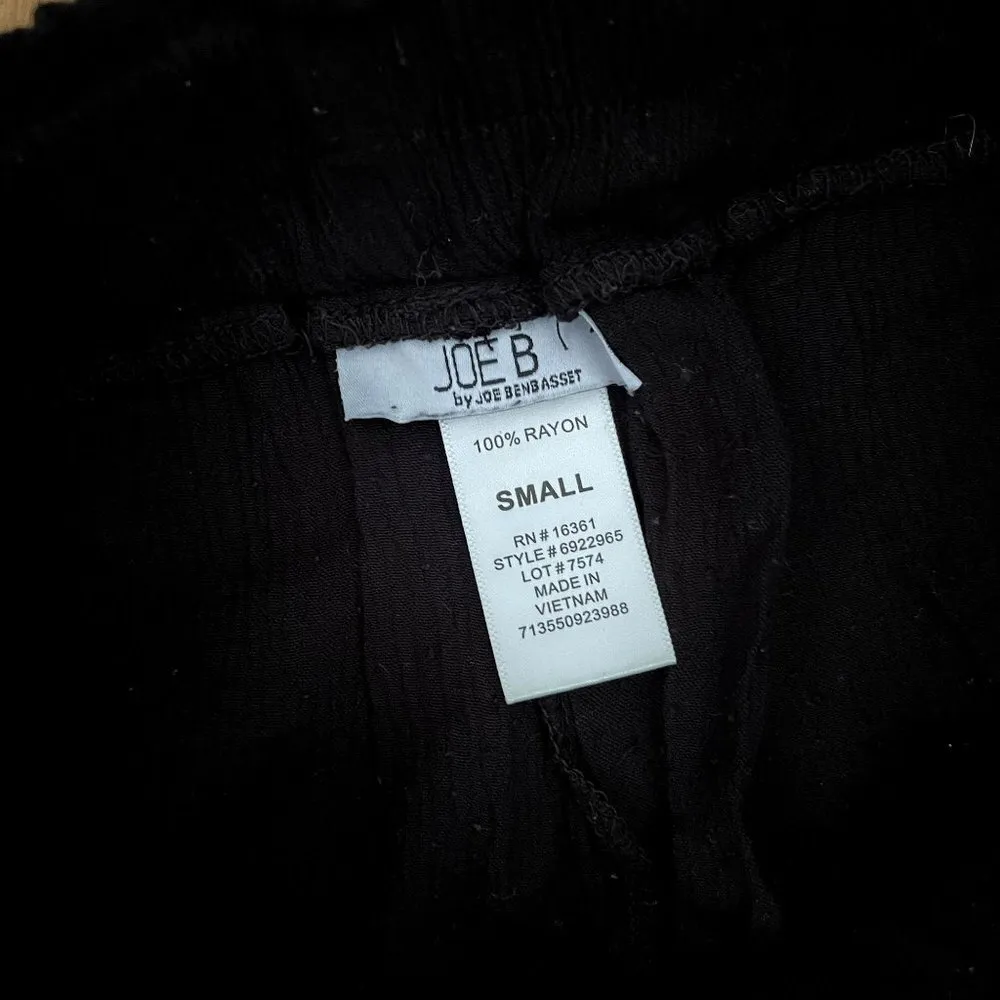 JOE B
by JOE BENBASSET
100% RAYON
SMALL
RN # 16361
STYLE # 6922965
LOT # 7574
MADE IN
VIETNAM
713550923988